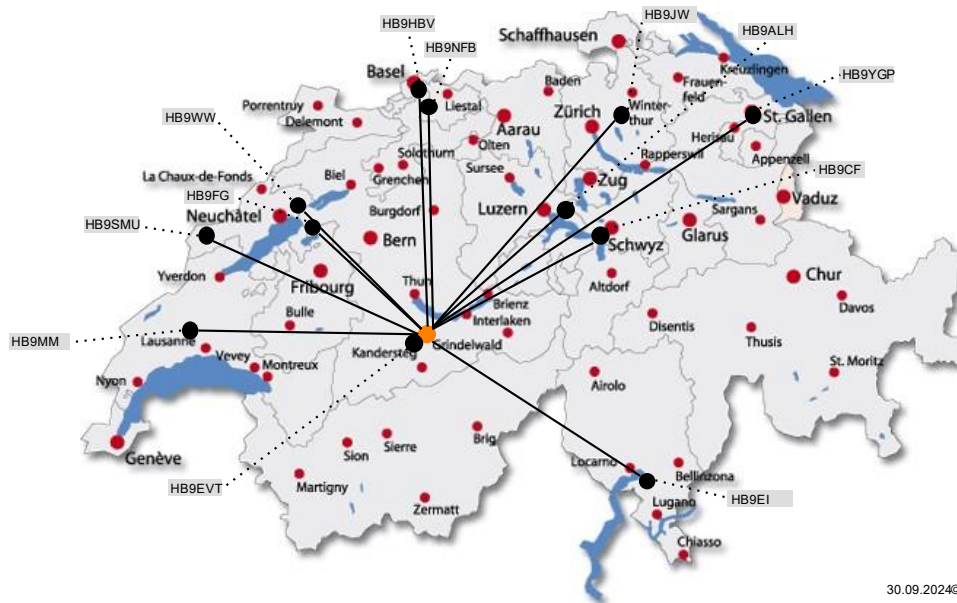 HB9JW
HB9HBV
HB9ALH
Schaffhausen
HB9NFB
Kreuzlingen
Basel
HB9YGP
Baden
Frauen-
feld
Porrentruy
Liestal
Zürich
Winter-
thur
HB9WW
Delemont
Aarau
St. Gallen
Herisau
Olten
Appenzell
Solothurn
Rapperswil
La Chaux-de-Fonds
Biel
Grenchen
Sursee
Zug
HB9CF
HB9FG
Vaduz
Neuchâtel
Burgdorf
Luzern
Sargans
HB9SMU
Bern
Schwyz
Glarus
Yverdon
Fribourg
Thun
Altdorf
Chur
Brienz
Davos
Bulle
Interlaken
Disentis
HB9MM
Lausanne
Kandersteg
Grindelwald
Thusis
Vevey
Montreux
St. Moritz
Nyon
Airolo
Brig
Sierre
Genève
Sion
Locarno
Bellinzona
HB9EVT
Martigny
HB9EI
Zermatt
Lugano
Chiasso
30.09.2024©